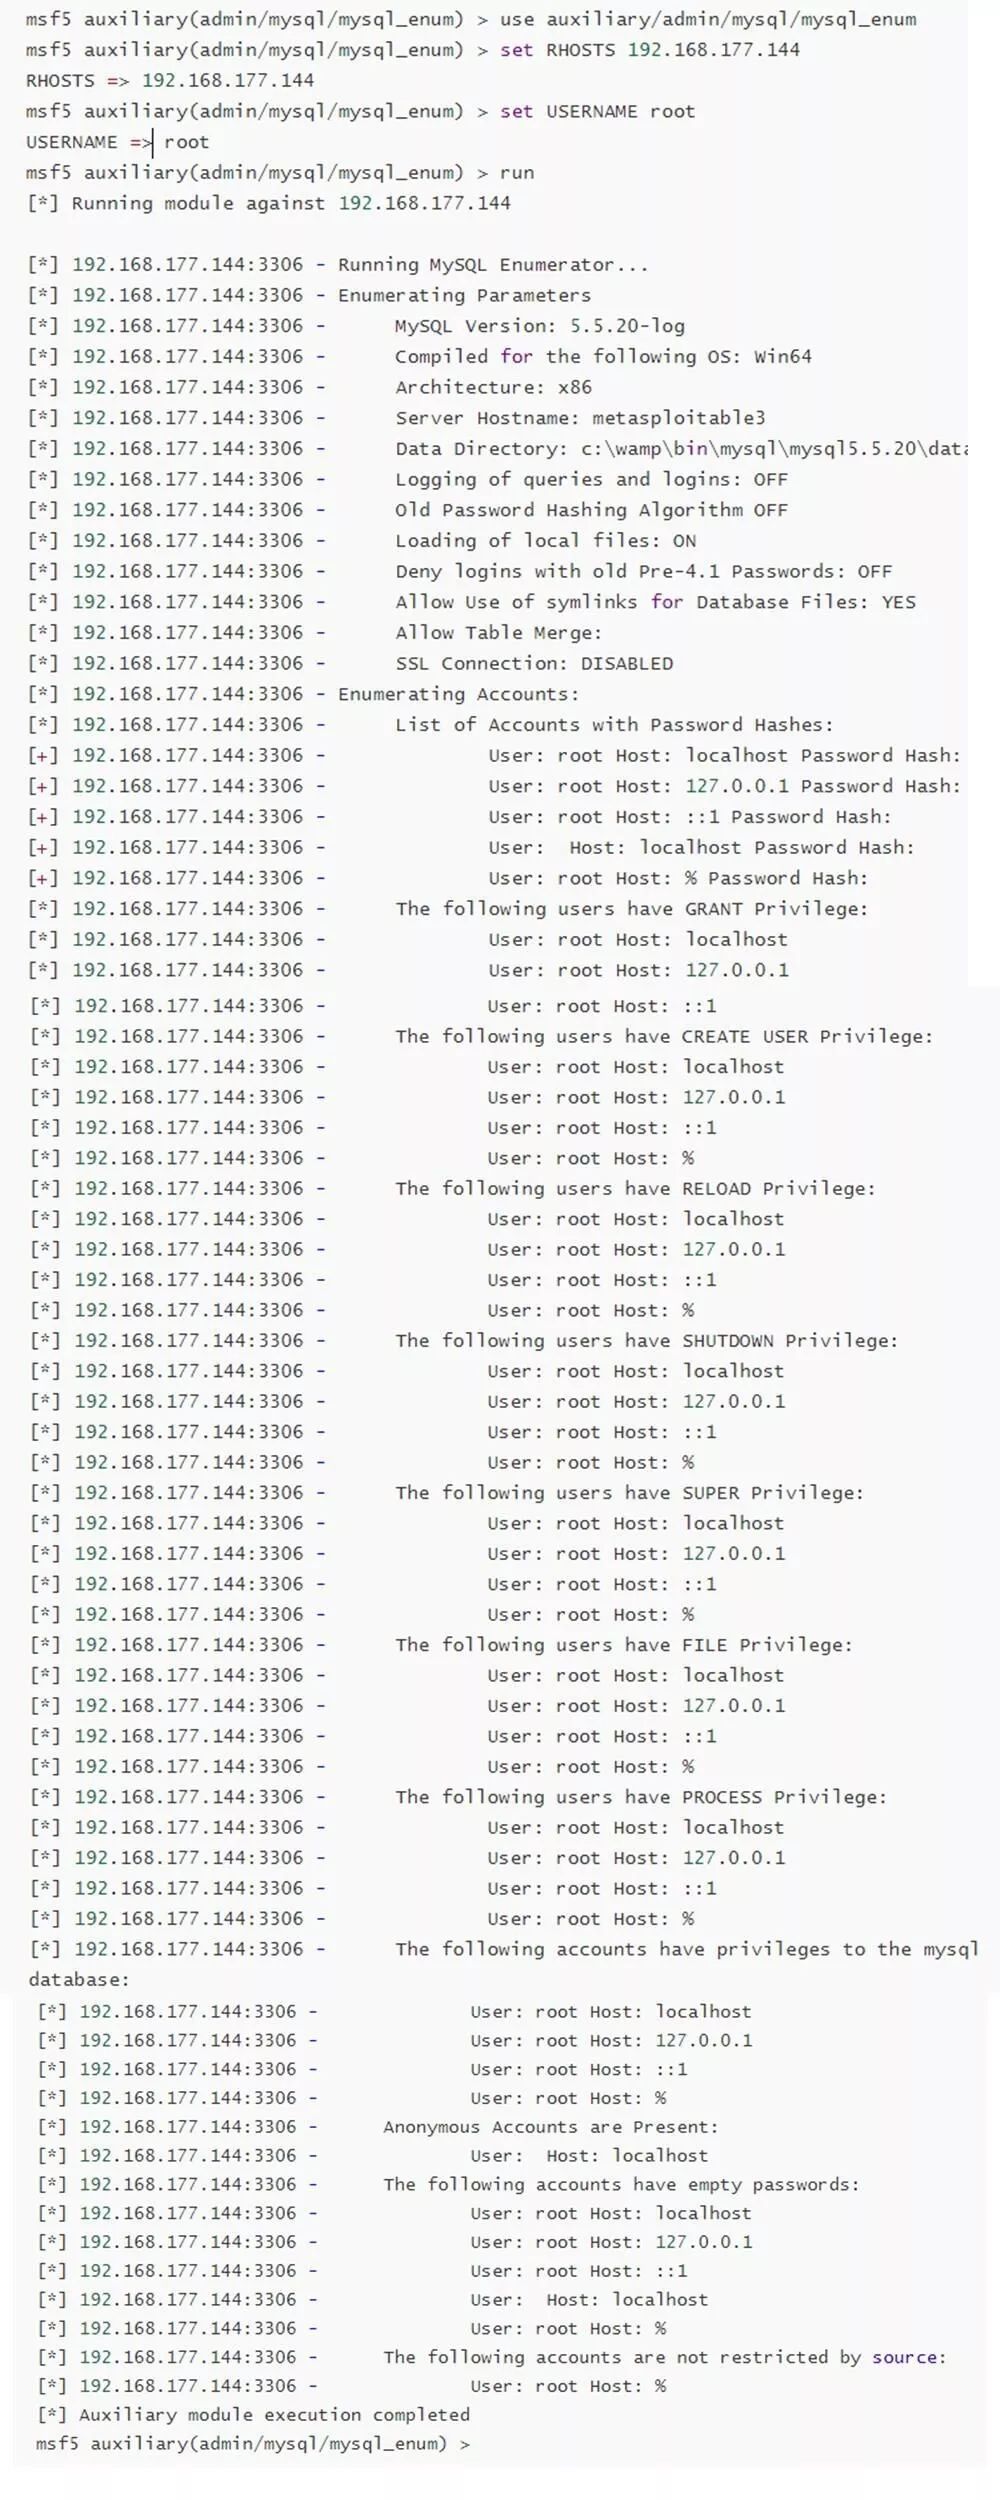 msf5 auxiliary(admin/mysql/mysql_enum) > use auxiliary/admin/mysql/mysql_enum
msf5 auxiliary(admin/mysql/mysql_enum) > set RHOSTS 192.168.177.144
RHOSTS => 192.168.177.144
msf5 auxiliary(admin/mysql/mysql_enum) > set USERNAME root
USERNAME => root
msf5 auxiliary(admin/mysql/mysql_enum) > run
[*] Running module against 192.168.177.144
[*] 192.168.177.144:3306 - Running MySQL Enumerator...
[*] 192.168.177.144:3306 - Enumerating Parameters
[*] 192.168.177.144:3306 - MySQL Version: 5.5.20-log
[*] 192.168.177.144:3306 - Compiled for the following OS: Win64
[*] 192.168.177.144:3306 - Architecture: x86
[*] 192.168.177.144:3306 - Server Hostname: metasploitable3
[*] 192.168.177.144:3306 - Data Directory: c:\wamp\bin\mysql\mysql5.5.20\data
[*] 192.168.177.144:3306 - Logging of queries and logins: OFF
[*] 192.168.177.144:3306 - Old Password Hashing Algorithm OFF
[*] 192.168.177.144:3306 - Loading of local files: ON
[*] 192.168.177.144:3306 - Deny logins with old Pre-4.1 Passwords: OFF
[*] 192.168.177.144:3306 - Allow Use of symlinks for Database Files: YES
[*] 192.168.177.144:3306 - Allow Table Merge:
[*] 192.168.177.144:3306 - SSL Connection: DISABLED
[*] 192.168.177.144:3306 - Enumerating Accounts:
[*] 192.168.177.144:3306 - List of Accounts with Password Hashes:
[+] 192.168.177.144:3306 - User: root Host: localhost Password Hash:
[+] 192.168.177.144:3306 - User: root Host: 127.0.0.1 Password Hash:
[+] 192.168.177.144:3306 - User: root Host: ::1 Password Hash:
[+] 192.168.177.144:3306 - User:  Host: localhost Password Hash:
[+] 192.168.177.144:3306 - User: root Host: % Password Hash:
[*] 192.168.177.144:3306 - The following users have GRANT Privilege:
[*] 192.168.177.144:3306 - User: root Host: localhost
[*] 192.168.177.144:3306 - User: root Host: 127.0.0.1
[*] 192.168.177.144:3306 - User: root Host: ::1
[*] 192.168.177.144:3306 - The following users have CREATE USER Privilege:
[*] 192.168.177.144:3306 - User: root Host: localhost
[*] 192.168.177.144:3306 - User: root Host: 127.0.0.1
[*] 192.168.177.144:3306 - User: root Host: ::1
[*] 192.168.177.144:3306 - User: root Host: %
[*] 192.168.177.144:3306 - The following users have RELOAD Privilege:
[*] 192.168.177.144:3306 - User: root Host: localhost
[*] 192.168.177.144:3306 - User: root Host: 127.0.0.1
[*] 192.168.177.144:3306 - User: root Host: ::1
[*] 192.168.177.144:3306 - User: root Host: %
[*] 192.168.177.144:3306 - The following users have SHUTDOWN Privilege:
[*] 192.168.177.144:3306 - User: root Host: localhost
[*] 192.168.177.144:3306 - User: root Host: 127.0.0.1
[*] 192.168.177.144:3306 - User: root Host: ::1
[*] 192.168.177.144:3306 - User: root Host: %
[*] 192.168.177.144:3306 - The following users have SUPER Privilege:
[*] 192.168.177.144:3306 - User: root Host: localhost
[*] 192.168.177.144:3306 - User: root Host: 127.0.0.1
[*] 192.168.177.144:3306 - User: root Host: ::1
[*] 192.168.177.144:3306 - User: root Host: %
[*] 192.168.177.144:3306 - The following users have FILE Privilege:
[*] 192.168.177.144:3306 - User: root Host: localhost
[*] 192.168.177.144:3306 - User: root Host: 127.0.0.1
[*] 192.168.177.144:3306 - User: root Host: ::1
[*] 192.168.177.144:3306 - User: root Host: %
[*] 192.168.177.144:3306 - The following users have PROCESS Privilege:
[*] 192.168.177.144:3306 - User: root Host: localhost
[*] 192.168.177.144:3306 - User: root Host: 127.0.0.1
[*] 192.168.177.144:3306 - User: root Host: ::1
[*] 192.168.177.144:3306 - User: root Host: %
[*] 192.168.177.144:3306 - The following accounts have privileges to the mysql
database:
[*] 192.168.177.144:3306 - User: root Host: localhost
[*] 192.168.177.144:3306 - User: root Host: 127.0.0.1
[*] 192.168.177.144:3306 - User: root Host: ::1
[*] 192.168.177.144:3306 - User: root Host: %
[*] 192.168.177.144:3306 - Anonymous Accounts are Present:
[*] 192.168.177.144:3306 - User:  Host: localhost
[*] 192.168.177.144:3306 - The following accounts have empty passwords:
[*] 192.168.177.144:3306 - User: root Host: localhost
[*] 192.168.177.144:3306 - User: root Host: 127.0.0.1
[*] 192.168.177.144:3306 - User: root Host: ::1
[*] 192.168.177.144:3306 - User:  Host: localhost
[*] 192.168.177.144:3306 - User: root Host: %
[*] 192.168.177.144:3306 - The following accounts are not restricted by source:
[*] 192.168.177.144:3306 - User: root Host: %
[*] Auxiliary module execution completed
msf5 auxiliary(admin/mysql/mysql_enum) >